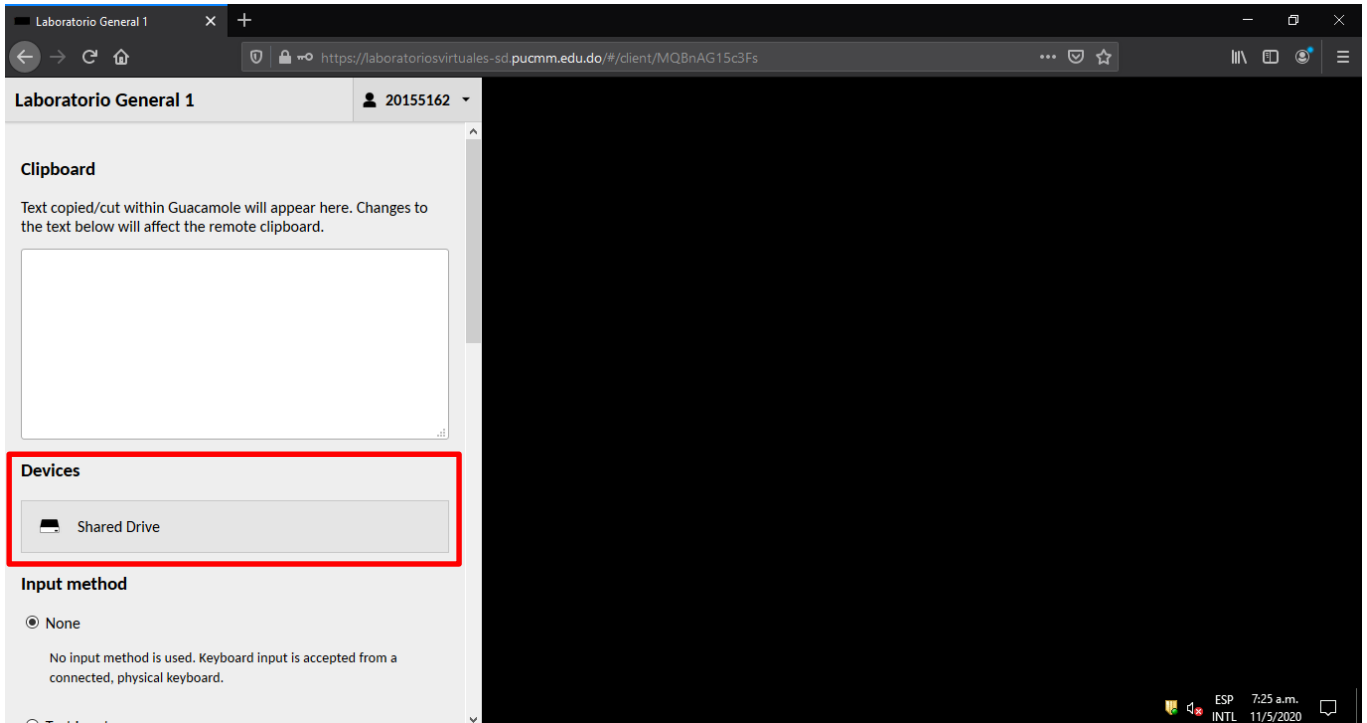 Laboratorio General 1
https://laboratoriosvirtuales-sd.pucmm.edu.do/#/client/MQBnAG15c3Fs
Laboratorio General 1
20155162
Clipboard
Text copied/cut within Guacamole will appear here. Changes to
the text below will affect the remote clipboard.
Devices
Shared Drive
Input method
None
No input method is used. Keyboard input is accepted from a
connected, physical keyboard.
ESP
INTL
7:25 a.m.
11/5/2020